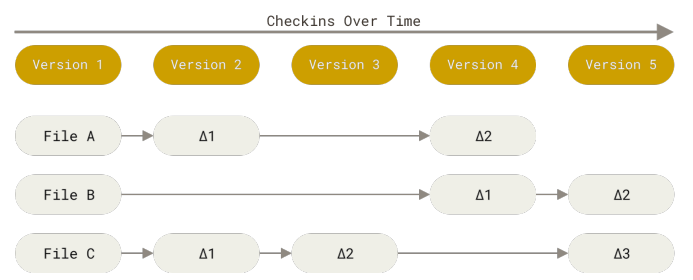 Checkins Over Time
Version 1 Version 2 Version 3 Version 4 Version 5
File A Δ1 Δ2
File B Δ1 Δ2
File C Δ1 Δ2 Δ3